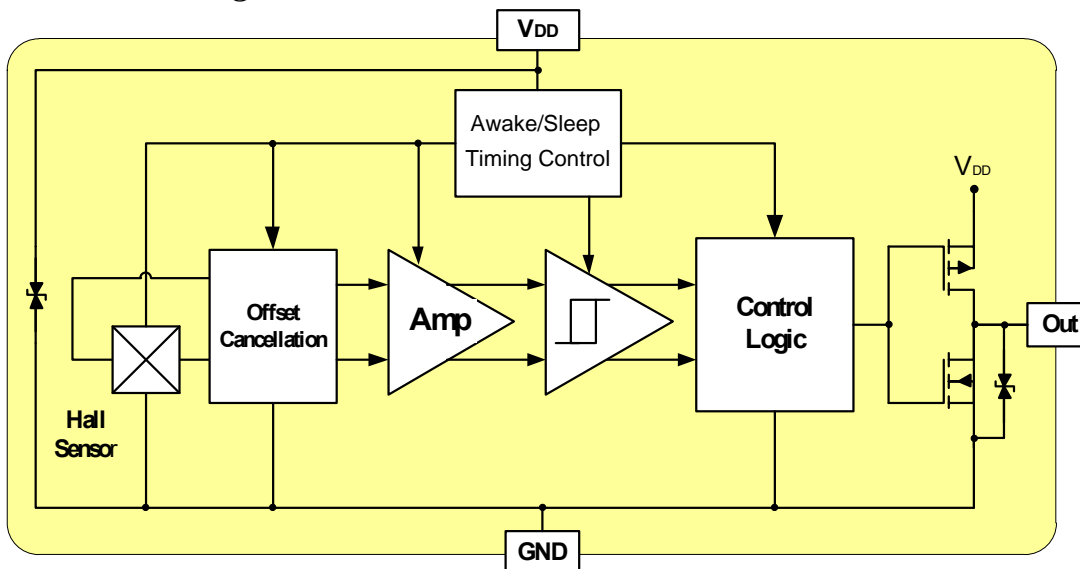 VDD
Awake/Sleep
Timing Control
VDD
Offset
Cancellation
Amp
Control
Logic
Out
Hall
Sensor
GND